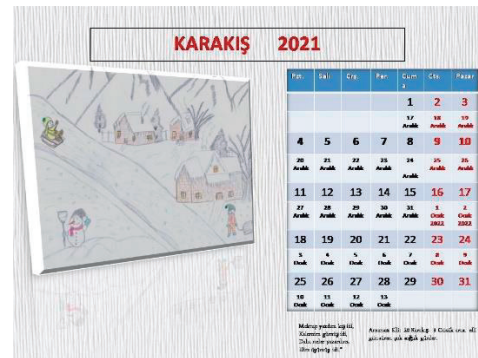 KARAKIŞ 2021
Pzt. Salı Çrş. Per. Cuma Cts. Pazar
1 2 3
17 Aralık 18 Aralık 19 Aralık
4 5 6 7 8 9 10
20 Aralık 21 Aralık 22 Aralık 23 Aralık 24 Aralık 25 Aralık 26 Aralık
11 12 13 14 15 16 17
27 Aralık 28 Aralık 29 Aralık 30 Aralık 31 Aralık 1 Ocak 2022 2 Ocak 2022
18 19 20 21 22 23 24
3 Ocak 4 Ocak 5 Ocak 6 Ocak 7 Ocak 8 Ocak 9 Ocak
25 26 27 28 29 30 31
10 Ocak 11 Ocak 12 Ocak 13 Ocak